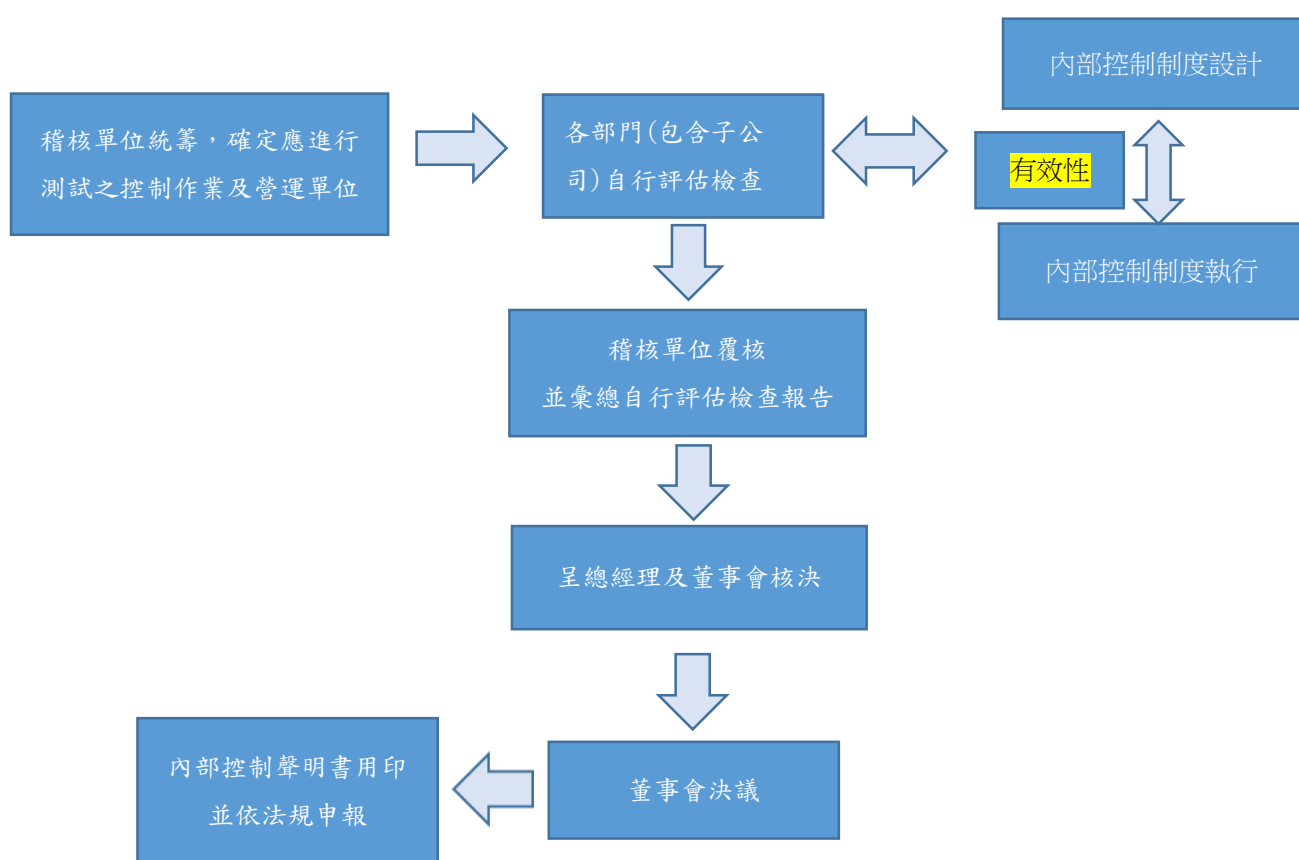 內部控制制度設計
稽核單位統籌，確定應進行
測試之控制作業及營運單位
各部門(包含子公
司)自行評估檢查
有效性
內部控制制度執行
稽核單位覆核
並彙總自行評估檢查報告
呈總經理及董事會核決
董事會決議
內部控制聲明書用印
並依法規申報